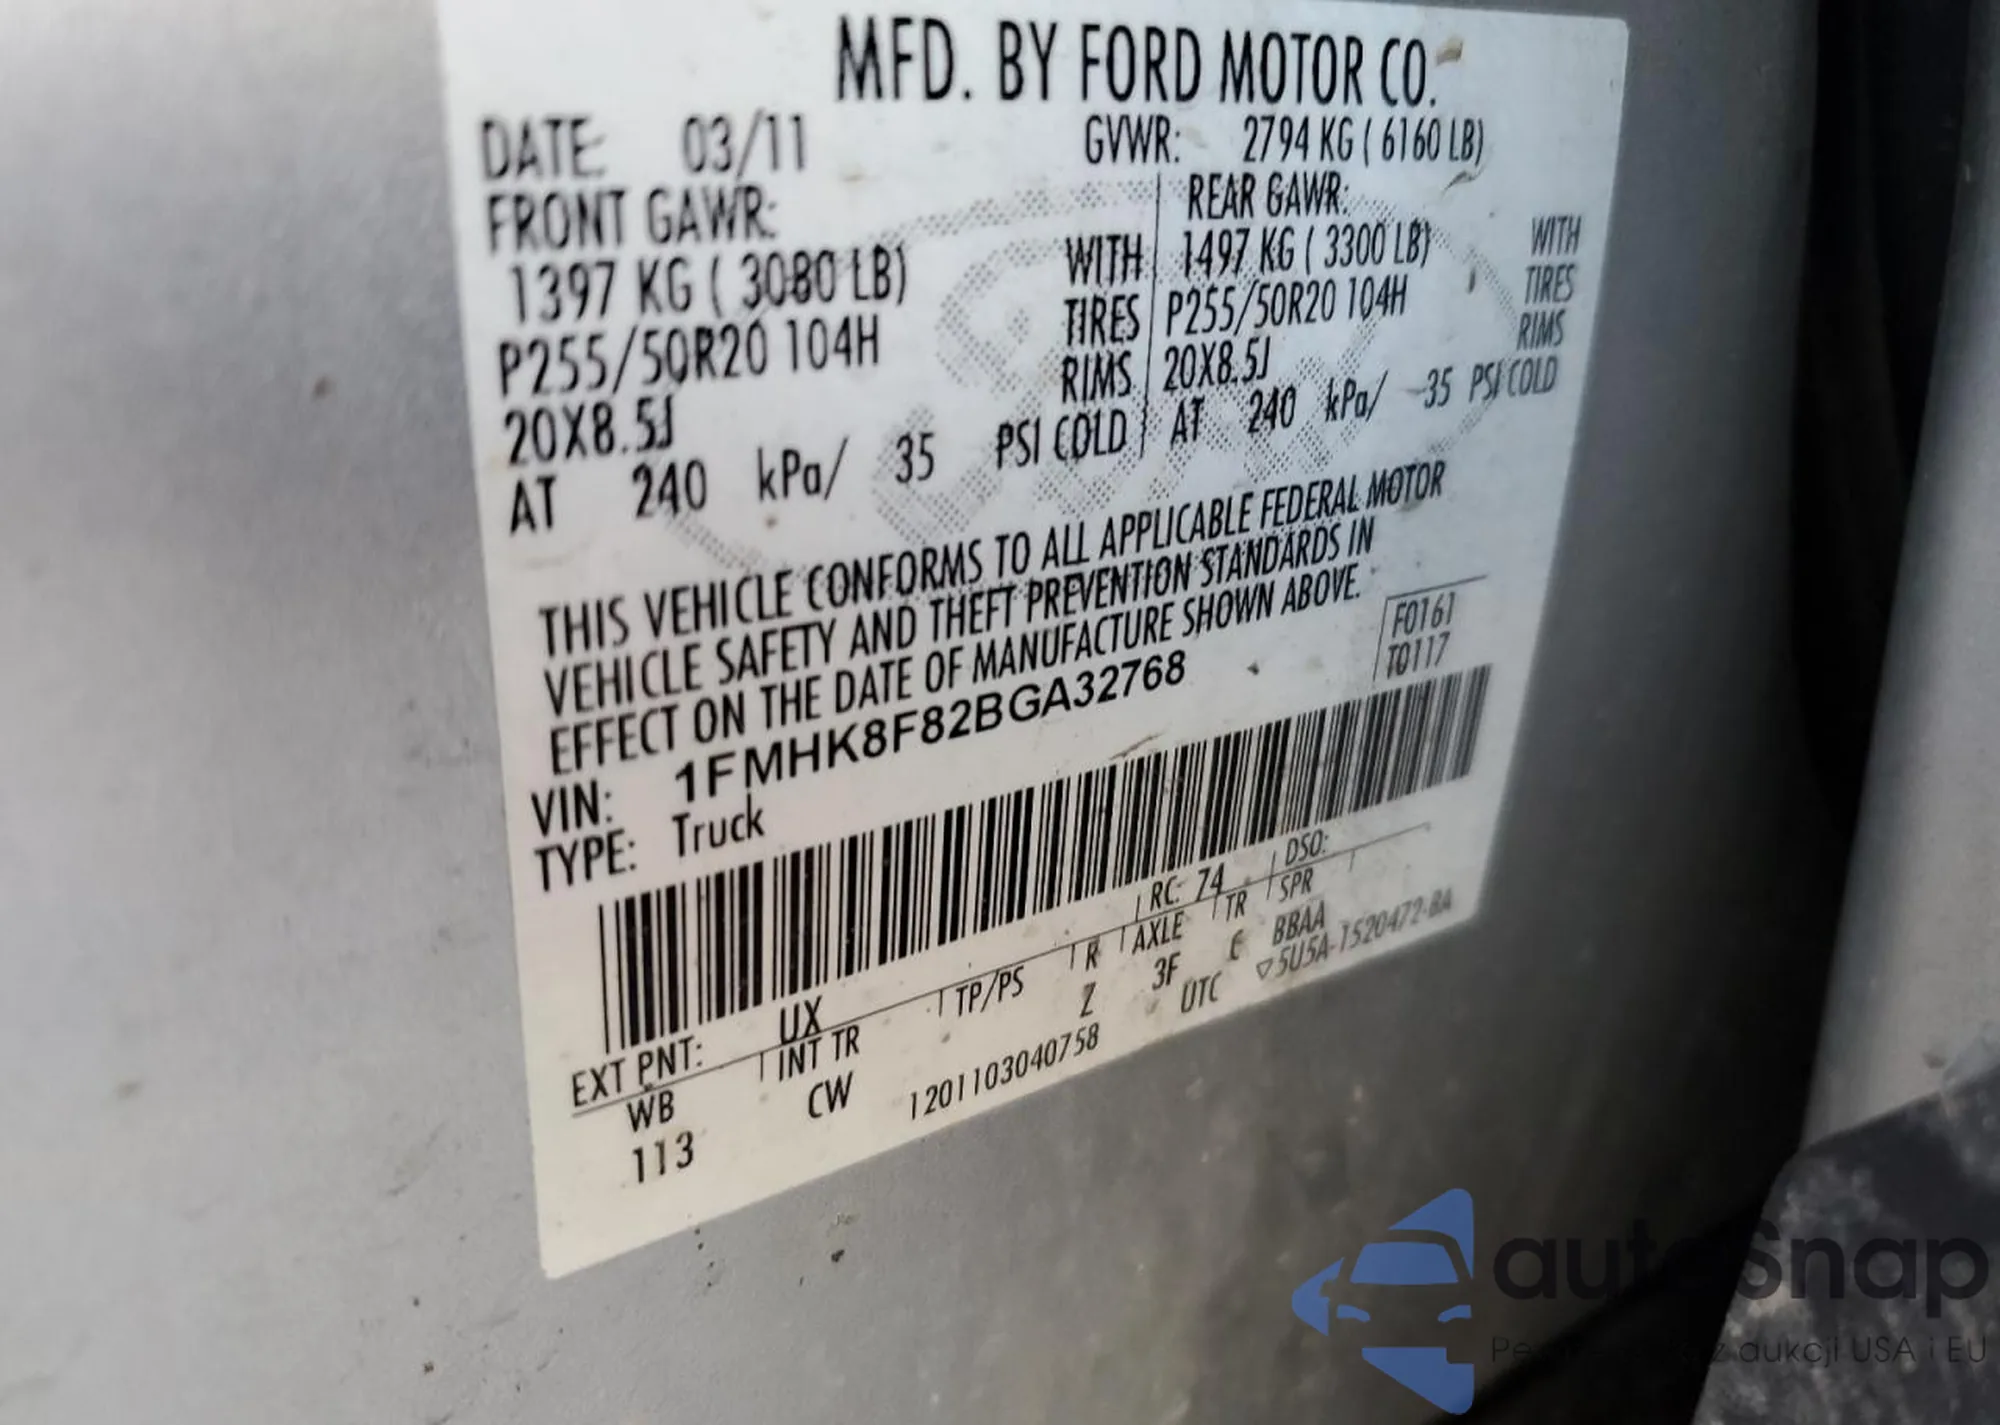 MFD. BY FORD MOTOR CO.
DATE: 03/11 GVWR: 2794 KG ( 6160 LB)
FRONT GAWR: REAR GAWR:
1397 KG ( 3080 LB) WITH 1497 KG ( 3300 LB) WITH
P255/50R20 104H TIRES P255/50R20 104H TIRES
20X8.5J RIMS 20X8.5J RIMS
AT 240 kPa/ 35 PSI COLD AT 240 kPa/ 35 PSI COLD
THIS VEHICLE CONFORMS TO ALL APPLICABLE FEDERAL MOTOR
VEHICLE SAFETY AND THEFT PREVENTION STANDARDS IN
EFFECT ON THE DATE OF MANUFACTURE SHOWN ABOVE.
F0161
T0117
VIN: 1FMHK8F82BGA32768
TYPE: Truck
EXT PNT: UX RC: 74 DSO:
WB INT TR TP/PS R AXLE TR SPR
113 CW Z 3F C BBAA
1201103040758 UTC ▽5U5A-1520472-BA
autoSnap
aukcji USA i EU